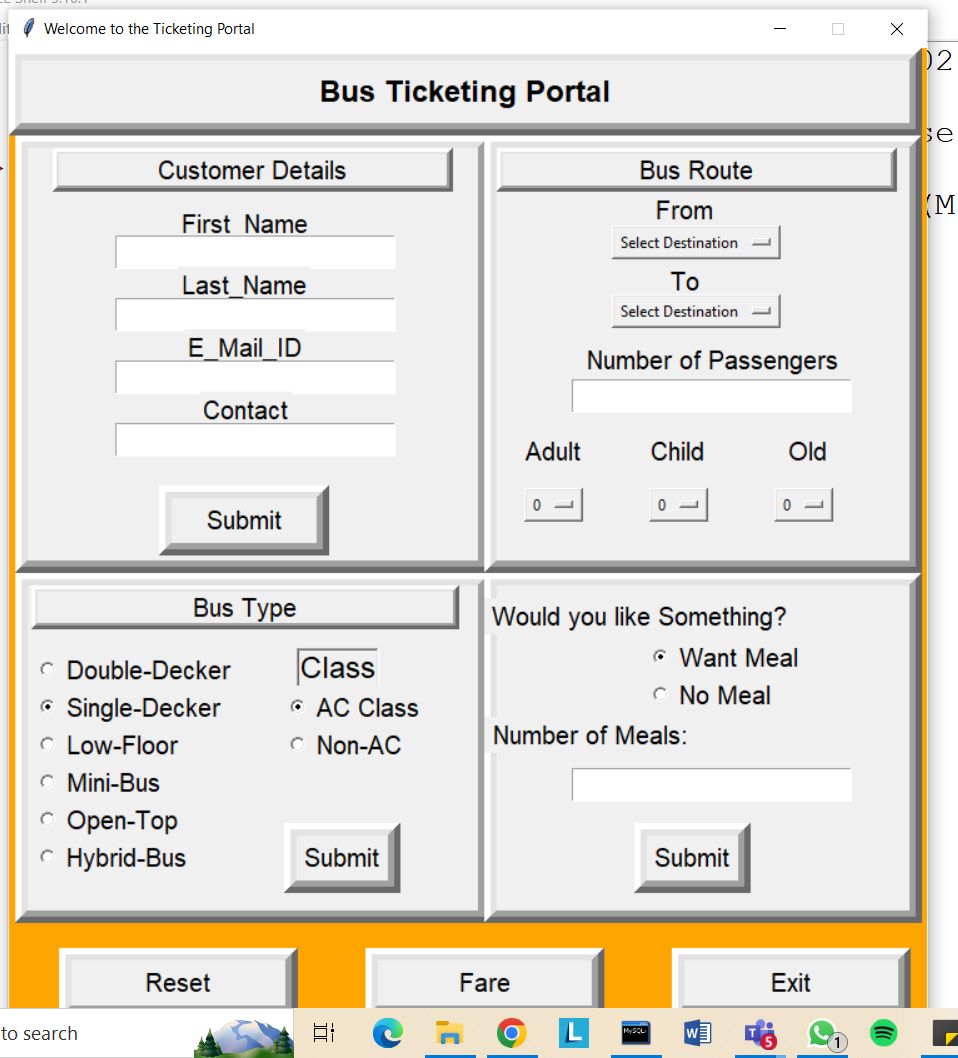 Welcome to the Ticketing Portal
Bus Ticketing Portal
Customer Details
First_Name
Last_Name
E_Mail_ID
Contact
Submit
Bus Route
From
Select Destination
To
Select Destination
Number of Passengers
Adult Child Old
0 0 0
Bus Type
Double-Decker
Single-Decker
Low-Floor
Mini-Bus
Open-Top
Hybrid-Bus
Class
AC Class
Non-AC
Submit
Would you like Something?
Want Meal
No Meal
Number of Meals:
Submit
Reset Fare Exit
to search
MySQL
5
1
02
se
(M